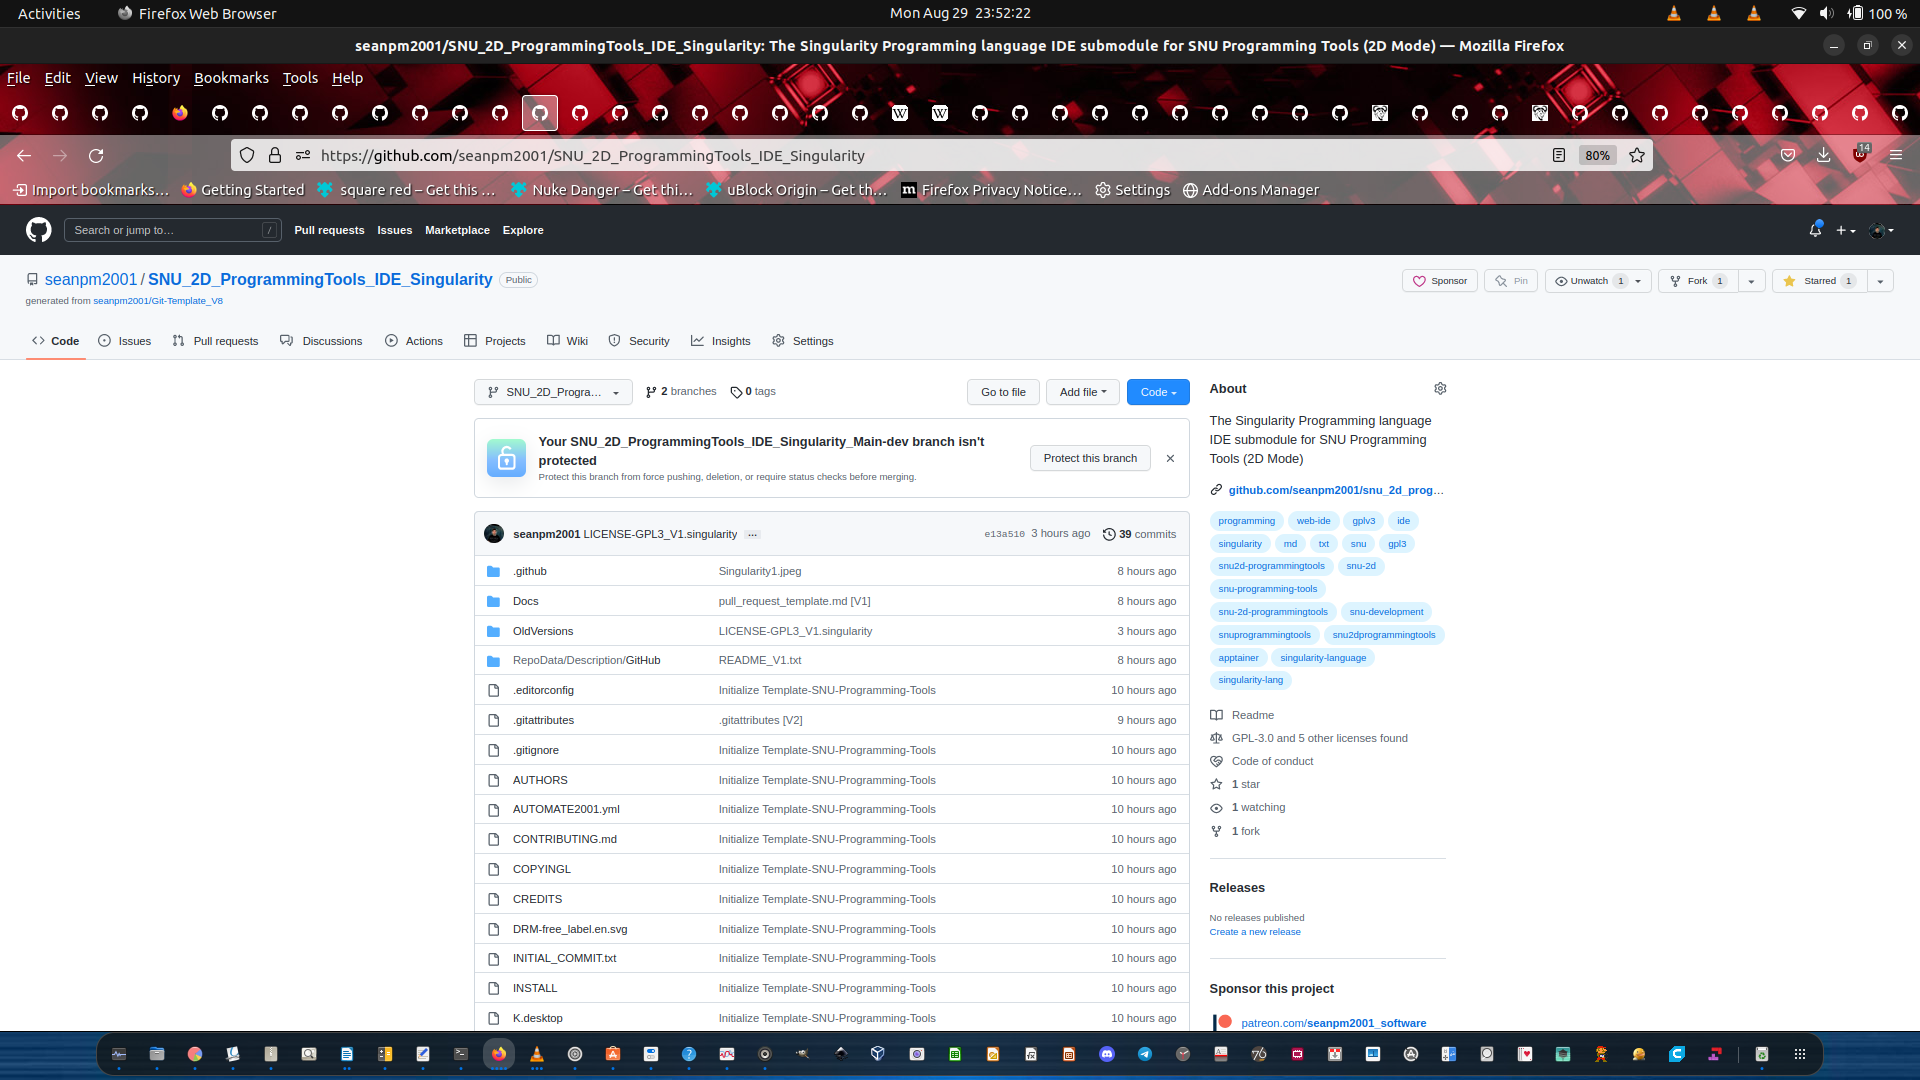 Activities
Firefox Web Browser
Mon Aug 29 23:52:22
100 %
seanpm2001/SNU_2D_ProgrammingTools_IDE_Singularity: The Singularity Programming language IDE submodule for SNU Programming Tools (2D Mode) — Mozilla Firefox
File Edit View History Bookmarks Tools Help
https://github.com/seanpm2001/SNU_2D_ProgrammingTools_IDE_Singularity
80%
14
Import bookmarks…
Getting Started
square red – Get this …
Nuke Danger – Get thi…
uBlock Origin – Get th…
Firefox Privacy Notice…
Settings
Add-ons Manager
Search or jump to…
/
Pull requests
Issues
Marketplace
Explore
seanpm2001 / SNU_2D_ProgrammingTools_IDE_Singularity
Public
generated from seanpm2001/Git-Template_V8
Sponsor
Pin
Unwatch 1
Fork 1
Starred 1
Code
Issues
Pull requests
Discussions
Actions
Projects
Wiki
Security
Insights
Settings
SNU_2D_Progra…
2 branches
0 tags
Go to file
Add file
Code
Your SNU_2D_ProgrammingTools_IDE_Singularity_Main-dev branch isn't
protected
Protect this branch from force pushing, deletion, or require status checks before merging.
Protect this branch
seanpm2001 LICENSE-GPL3_V1.singularity …
e13a510 3 hours ago
39 commits
.github Singularity1.jpeg 8 hours ago
Docs pull_request_template.md [V1] 8 hours ago
OldVersions LICENSE-GPL3_V1.singularity 3 hours ago
RepoData/Description/GitHub README_V1.txt 8 hours ago
.editorconfig Initialize Template-SNU-Programming-Tools 10 hours ago
.gitattributes .gitattributes [V2] 9 hours ago
.gitignore Initialize Template-SNU-Programming-Tools 10 hours ago
AUTHORS Initialize Template-SNU-Programming-Tools 10 hours ago
AUTOMATE2001.yml Initialize Template-SNU-Programming-Tools 10 hours ago
CONTRIBUTING.md Initialize Template-SNU-Programming-Tools 10 hours ago
COPYINGL Initialize Template-SNU-Programming-Tools 10 hours ago
CREDITS Initialize Template-SNU-Programming-Tools 10 hours ago
DRM-free_label.en.svg Initialize Template-SNU-Programming-Tools 10 hours ago
INITIAL_COMMIT.txt Initialize Template-SNU-Programming-Tools 10 hours ago
INSTALL Initialize Template-SNU-Programming-Tools 10 hours ago
K.desktop Initialize Template-SNU-Programming-Tools 10 hours ago
About
The Singularity Programming language
IDE submodule for SNU Programming
Tools (2D Mode)
github.com/seanpm2001/snu_2d_prog…
programming web-ide gplv3 ide
singularity md txt snu gpl3
snu2d-programmingtools snu-2d
snu-programming-tools
snu-2d-programmingtools snu-development
snuprogrammingtools snu2dprogrammingtools
apptainer singularity-language
singularity-lang
Readme
GPL-3.0 and 5 other licenses found
Code of conduct
1 star
1 watching
1 fork
Releases
No releases published
Create a new release
Sponsor this project
patreon.com/seanpm2001_software